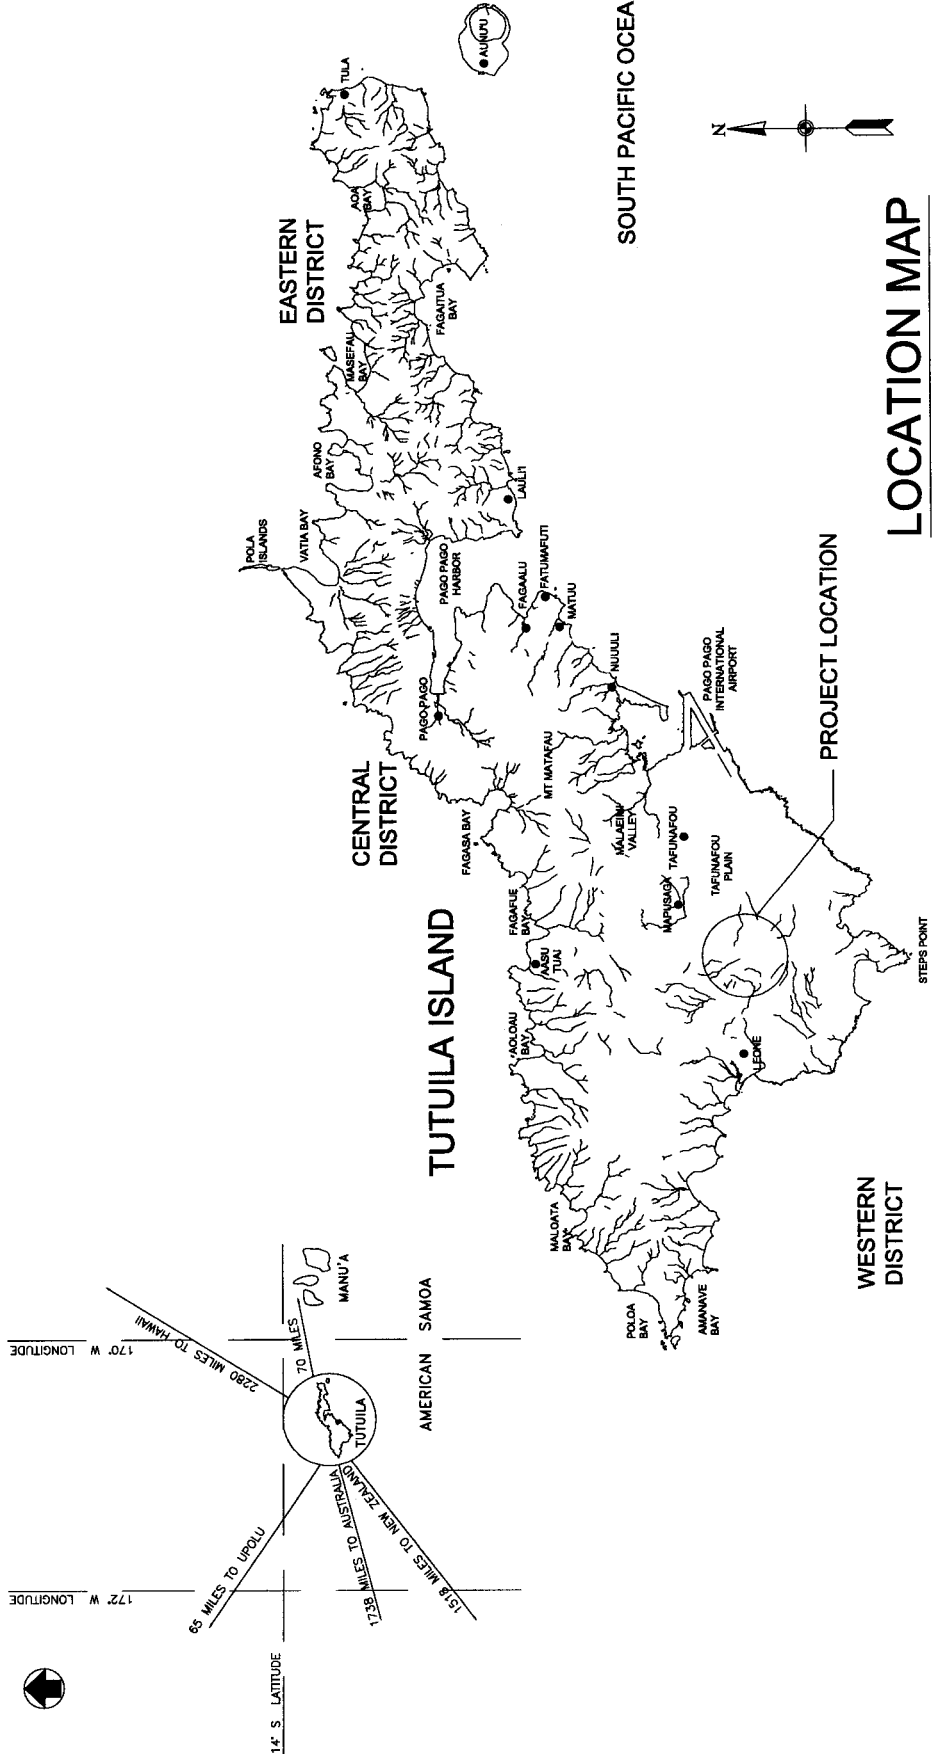 170° W LONGITUDE
172° W LONGITUDE
14° S LATITUDE
2280 MILES TO HAWAII
65 MILES TO UPOLU
70 MILES
MANU'A
TUTUILA
1738 MILES TO AUSTRALIA
1518 MILES TO NEW ZEALAND
AMERICAN SAMOA
TUTUILA ISLAND
CENTRAL
DISTRICT
EASTERN
DISTRICT
WESTERN
DISTRICT
POLA
ISLANDS
VATIA BAY
AFONO
BAY
MASEFAU
BAY
AOA
BAY
TULA
AUNUU
FAGAITUA
BAY
LAULI'I
PAGO PAGO
HARBOR
PAGO-PAGO
FAGAALU
FATUMAFUTI
MATUU
NUUULI
PAGO PAGO
INTERNATIONAL
AIRPORT
FAGASA BAY
MT MATAFAU
MALAEIMI
VALLEY
TAFUNAFOU
MAPUSAGA
TAFUNAFOU
PLAIN
FAGAFUE
BAY
AASU
TUAI
AOLOAU
BAY
MALOATA
BAY
POLOA
BAY
AMANAVE
BAY
LEONE
STEPS POINT
PROJECT LOCATION
SOUTH PACIFIC OCEA
N
LOCATION MAP